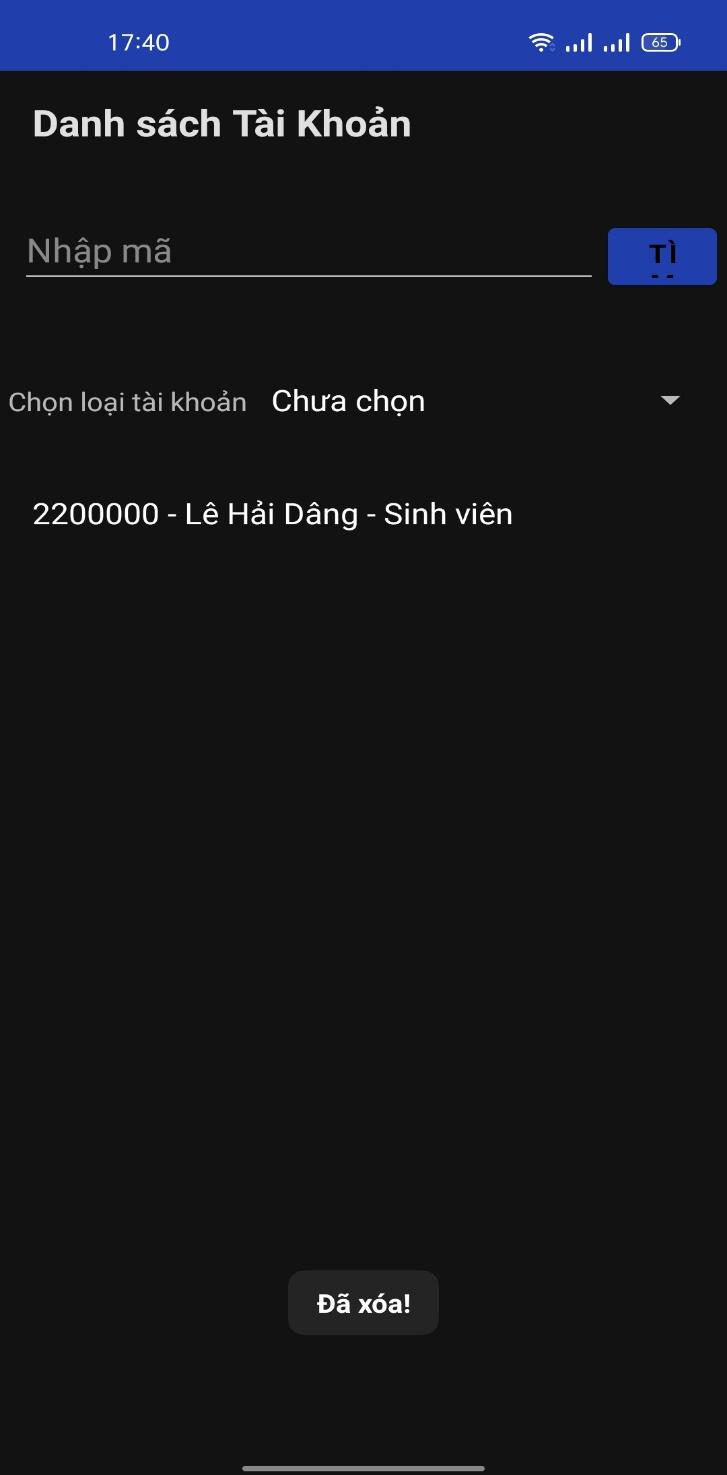 17:40
65
Danh sách Tài Khoản
Nhập mã
TÌ
Chọn loại tài khoản Chưa chọn
2200000 - Lê Hải Dâng - Sinh viên
Đã xóa!